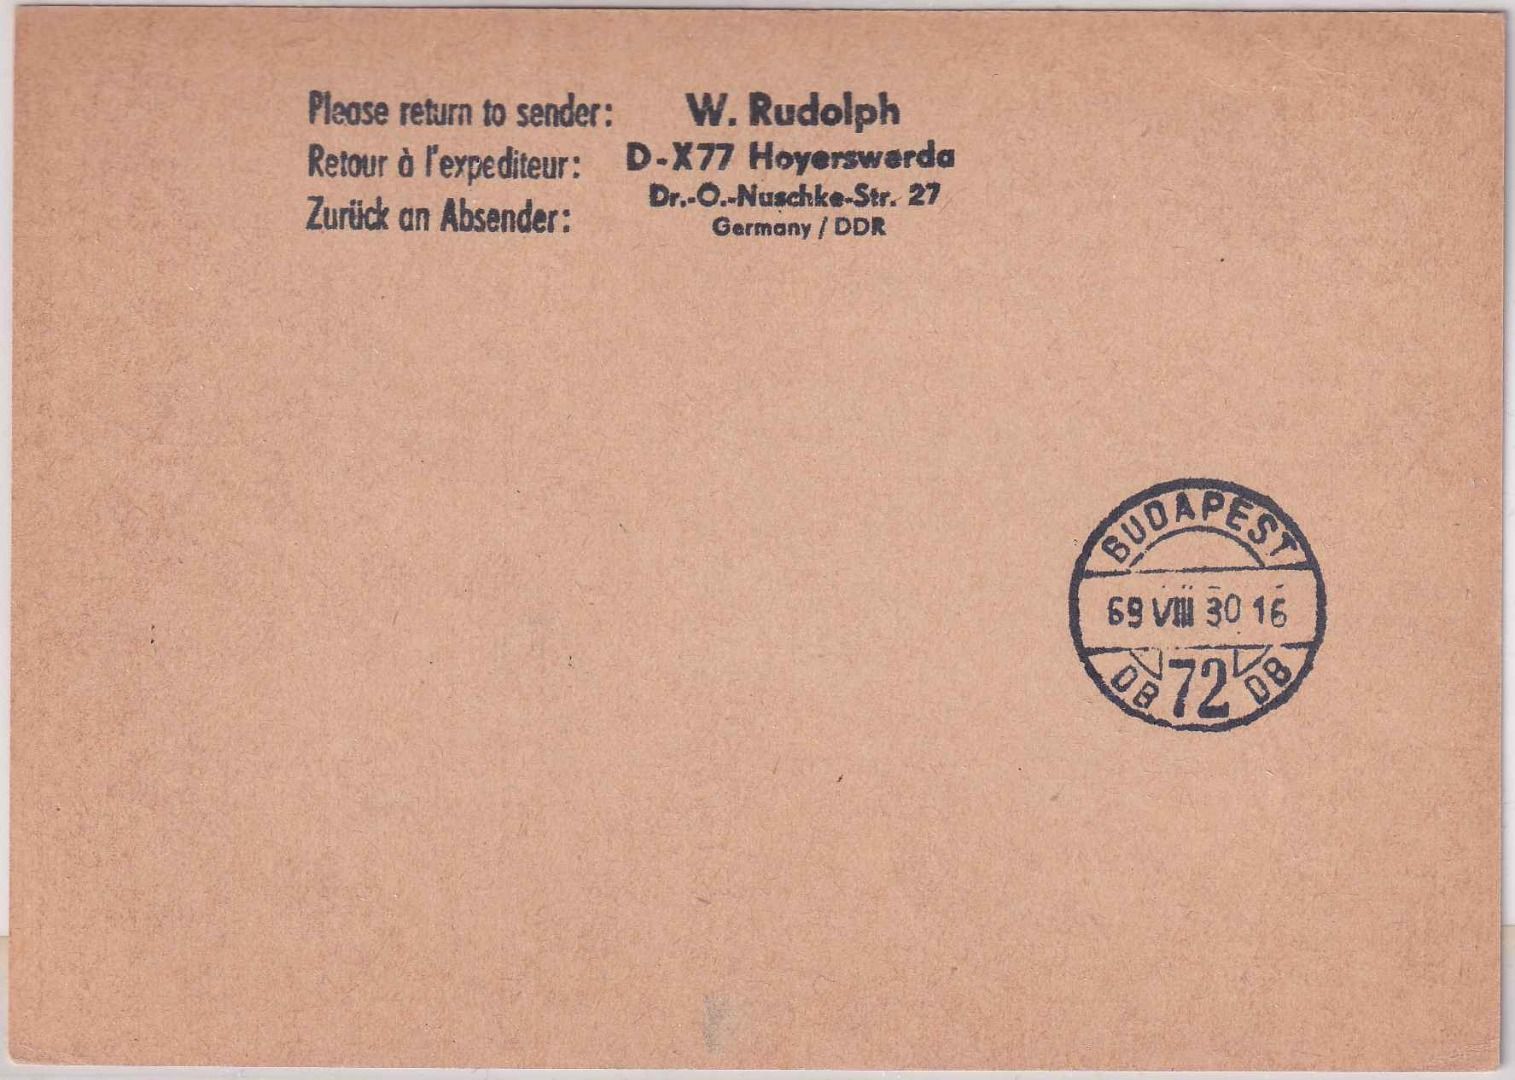 Please return to sender: W. Rudolph
Retour à l'expediteur: D-X77 Hoyerswerda
Zurück an Absender: Dr.-O.-Nuschke-Str. 27
Germany / DDR
BUDAPEST
69 VIII 30 16
DB 72 DB